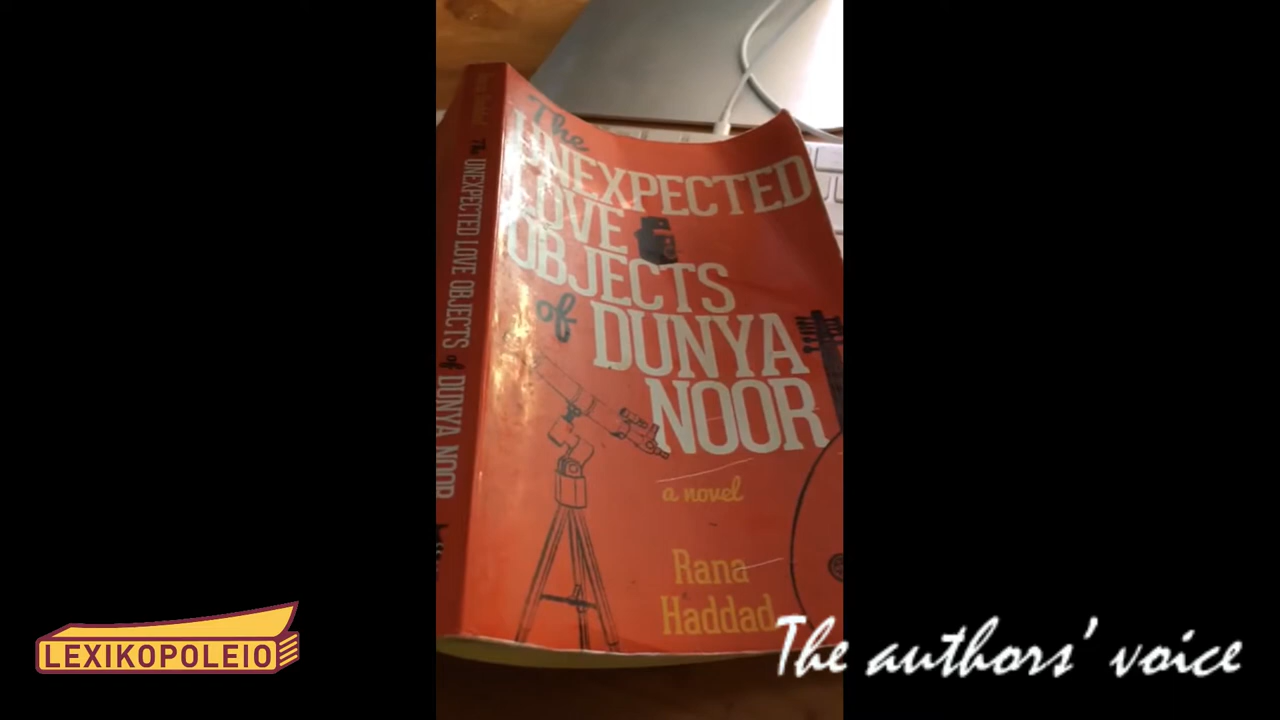 The
UNEXPECTED
LOVE
OBJECTS
of DUNYA
NOOR
a novel
Rana
Haddad
The UNEXPECTED LOVE OBJECTS of DUNYA NOOR
LEXIKOPOLEIO
The authors' voice